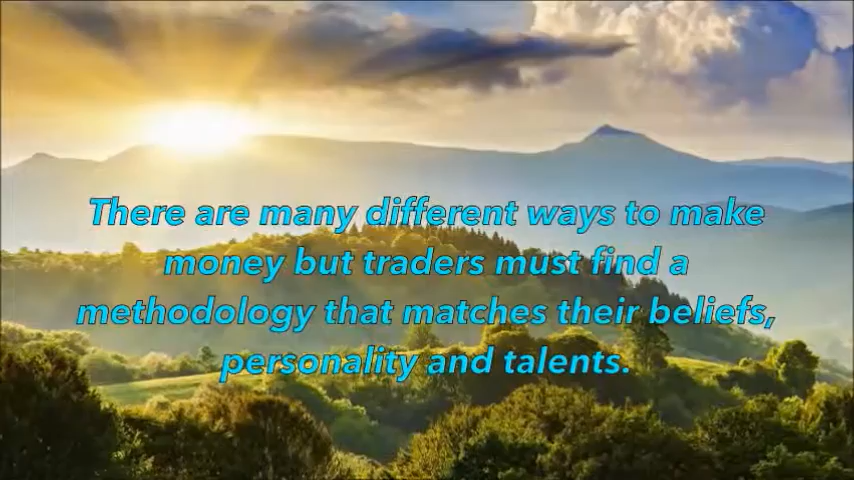 There are many different ways to make
money but traders must find a
methodology that matches their beliefs,
personality and talents.